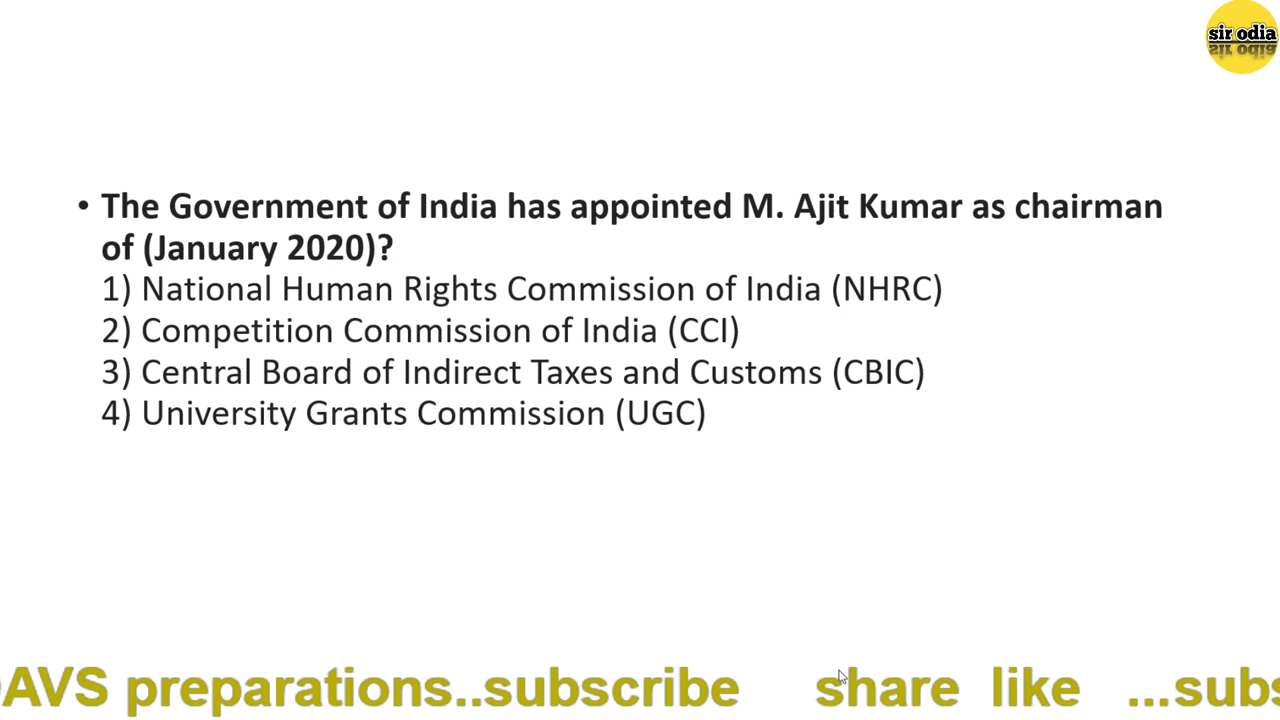 sir odia
• The Government of India has appointed M. Ajit Kumar as chairman
of (January 2020)?
1) National Human Rights Commission of India (NHRC)
2) Competition Commission of India (CCI)
3) Central Board of Indirect Taxes and Customs (CBIC)
4) University Grants Commission (UGC)
AVS preparations..subscribe share like ...subs